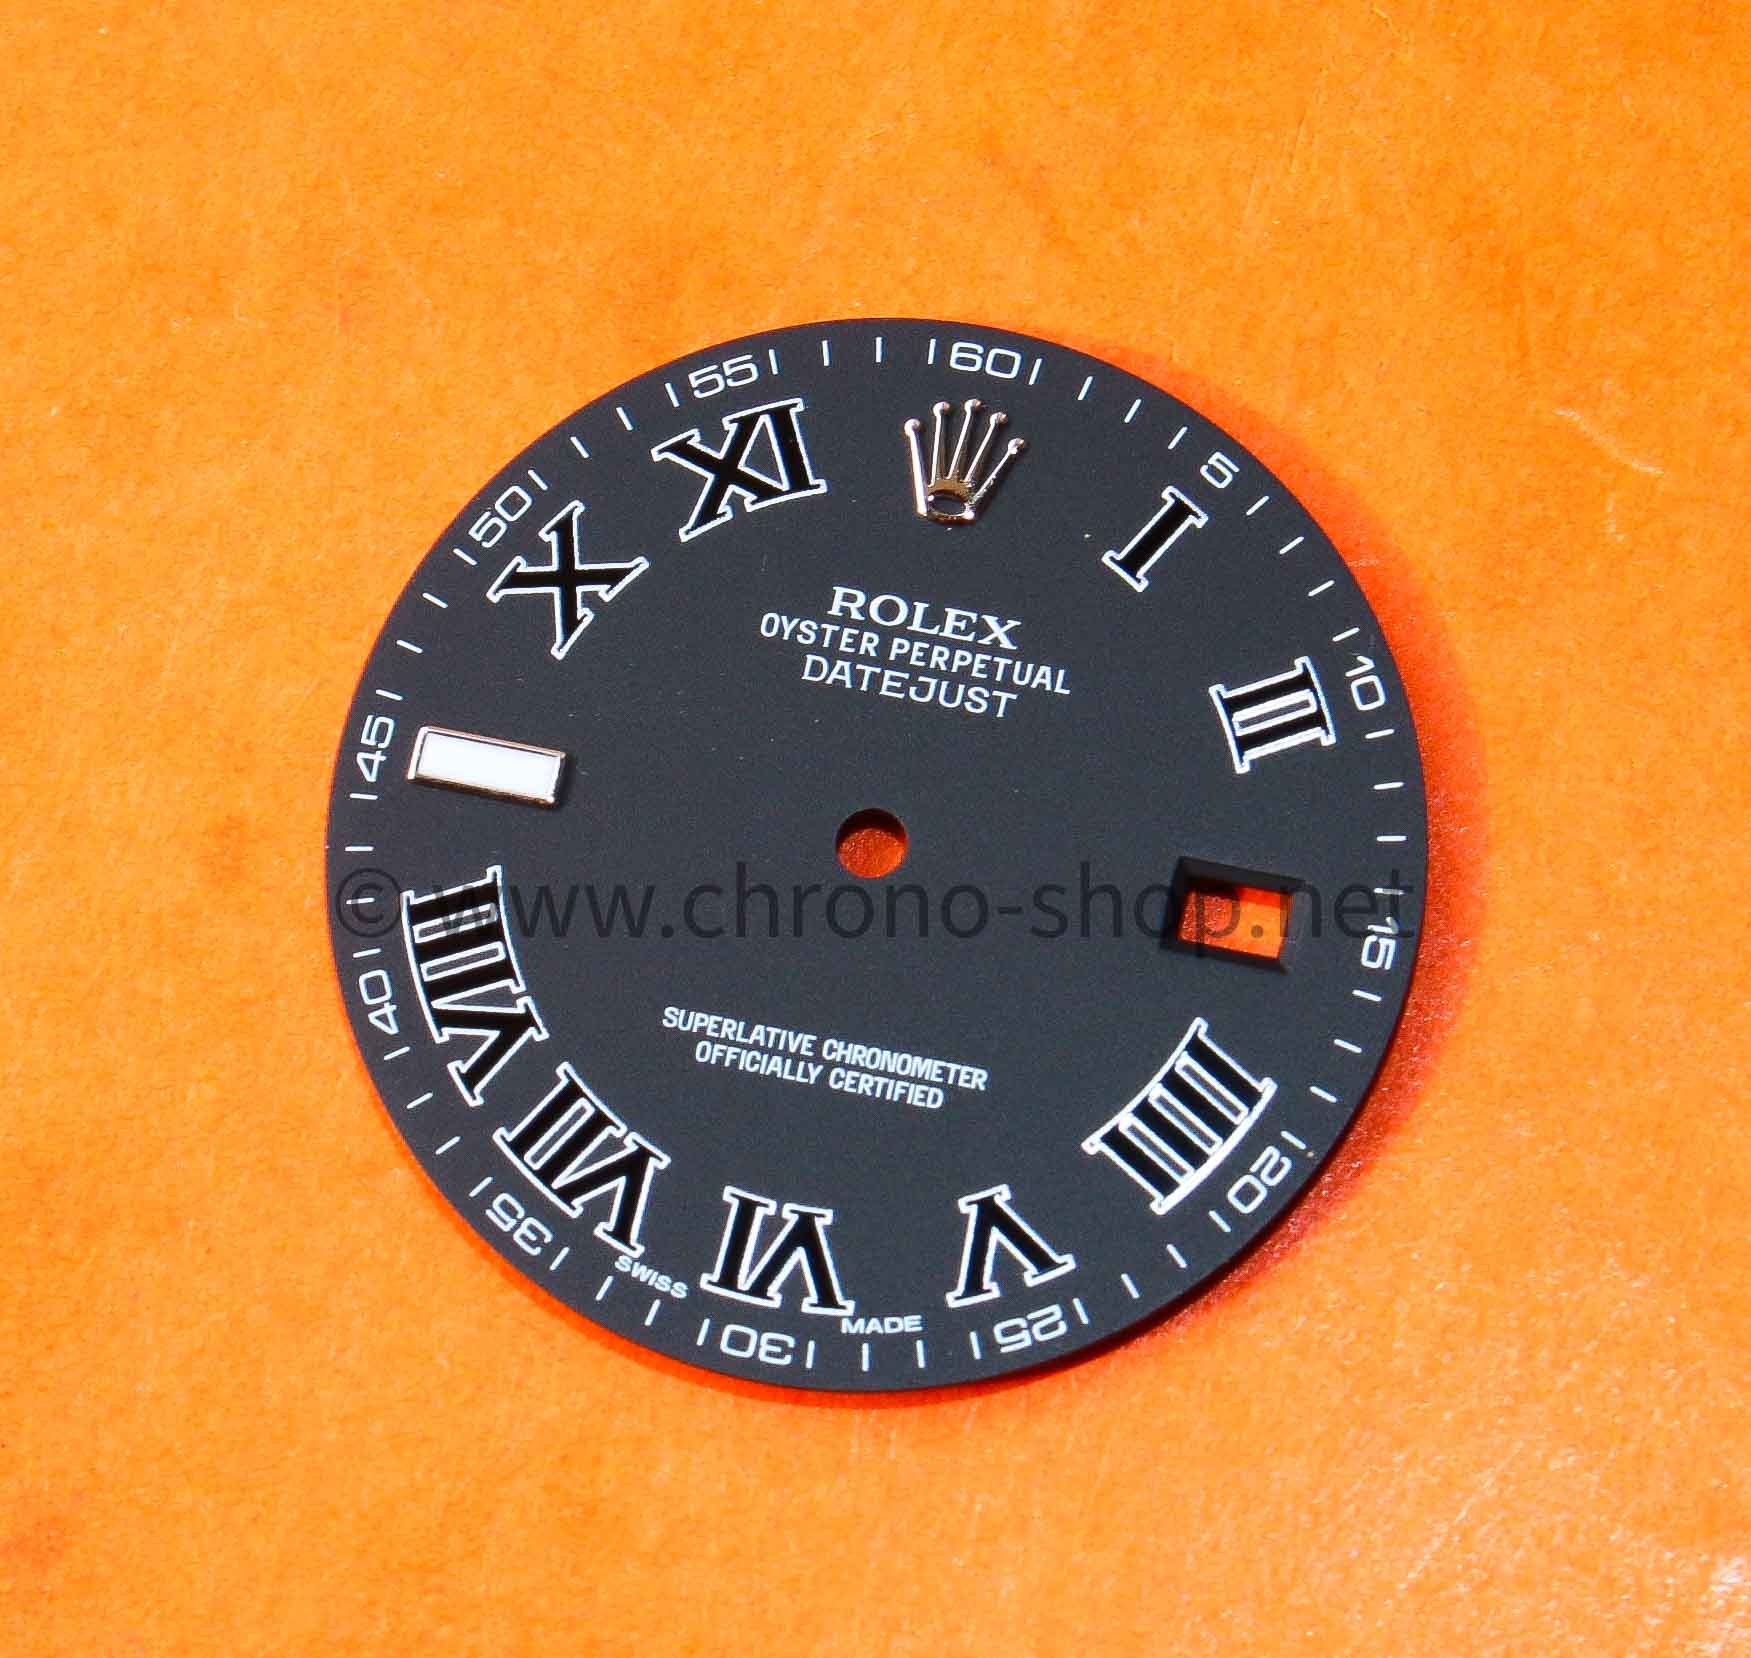 60
55
5
XI
I
50
X
ROLEX
OYSTER PERPETUAL
DATEJUST
10
II
45
© www.chrono-shop.net
15
40
VIII
SUPERLATIVE CHRONOMETER
OFFICIALLY CERTIFIED
IIII
20
VII
35
VI
V
SWISS
MADE
30
25